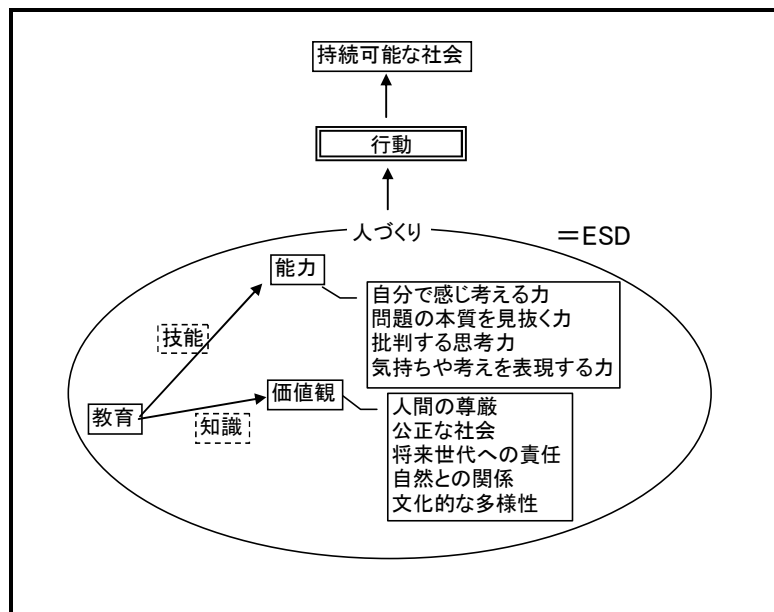 持続可能な社会
行動
人づくり
＝ESD
能力
自分で感じ考える力
問題の本質を見抜く力
批判する思考力
気持ちや考えを表現する力
技能
価値観
教育
知識
人間の尊厳
公正な社会
将来世代への責任
自然との関係
文化的な多様性